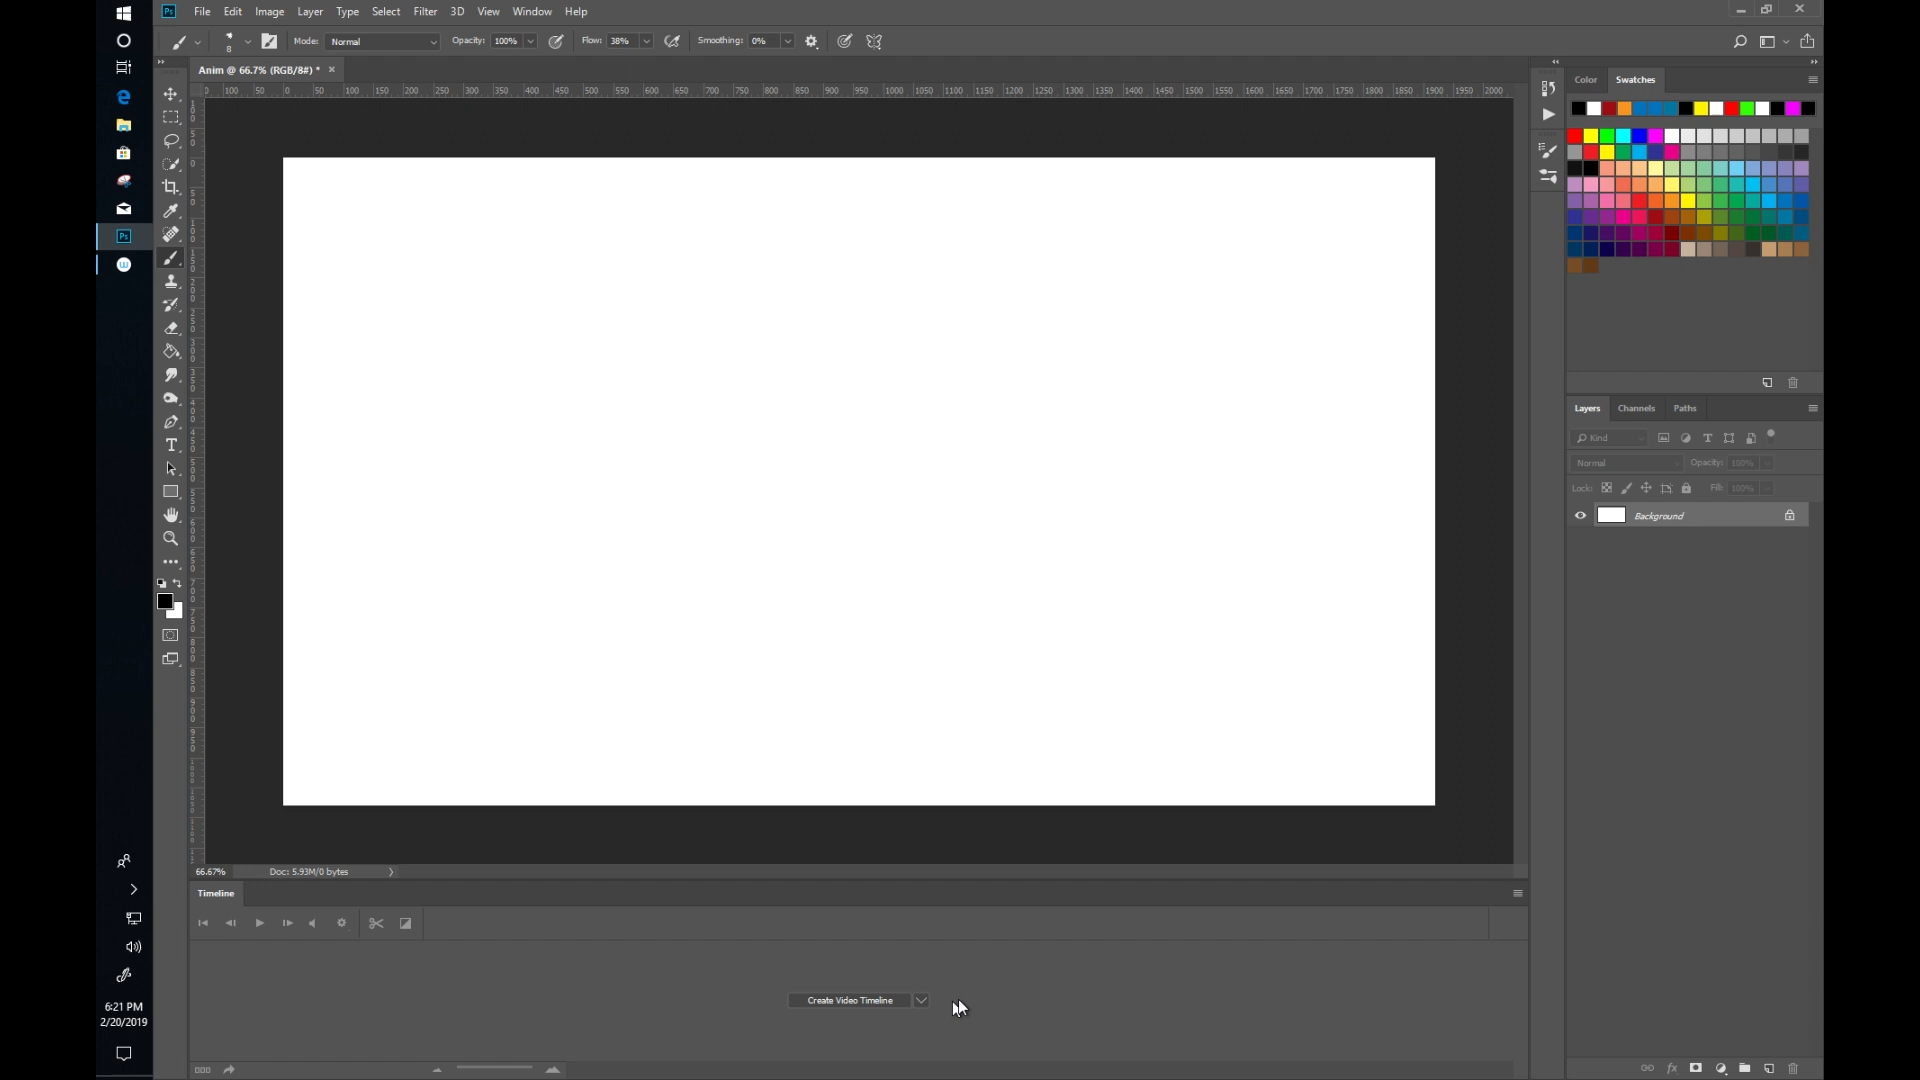 Ps File Edit Image Layer Type Select Filter 3D View Window Help
8 Mode: Normal Opacity: 100% Flow: 38% Smoothing: 0%
Anim @ 66.7% (RGB/8#) * ×
100 50 0 50 100 150 200 250 300 350 400 450 500 550 600 650 700 750 800 850 900 950 1000 1050 1100 1150 1200 1250 1300 1350 1400 1450 1500 1550 1600 1650 1700 1750 1800 1850 1900 1950 2000
Color Swatches
Ps
Layers Channels Paths
Kind
Normal Opacity: 100%
Lock: Fill: 100%
Background
66.67% Doc: 5.93M/0 bytes
Timeline
Create Video Timeline
fx
6:21 PM
2/20/2019